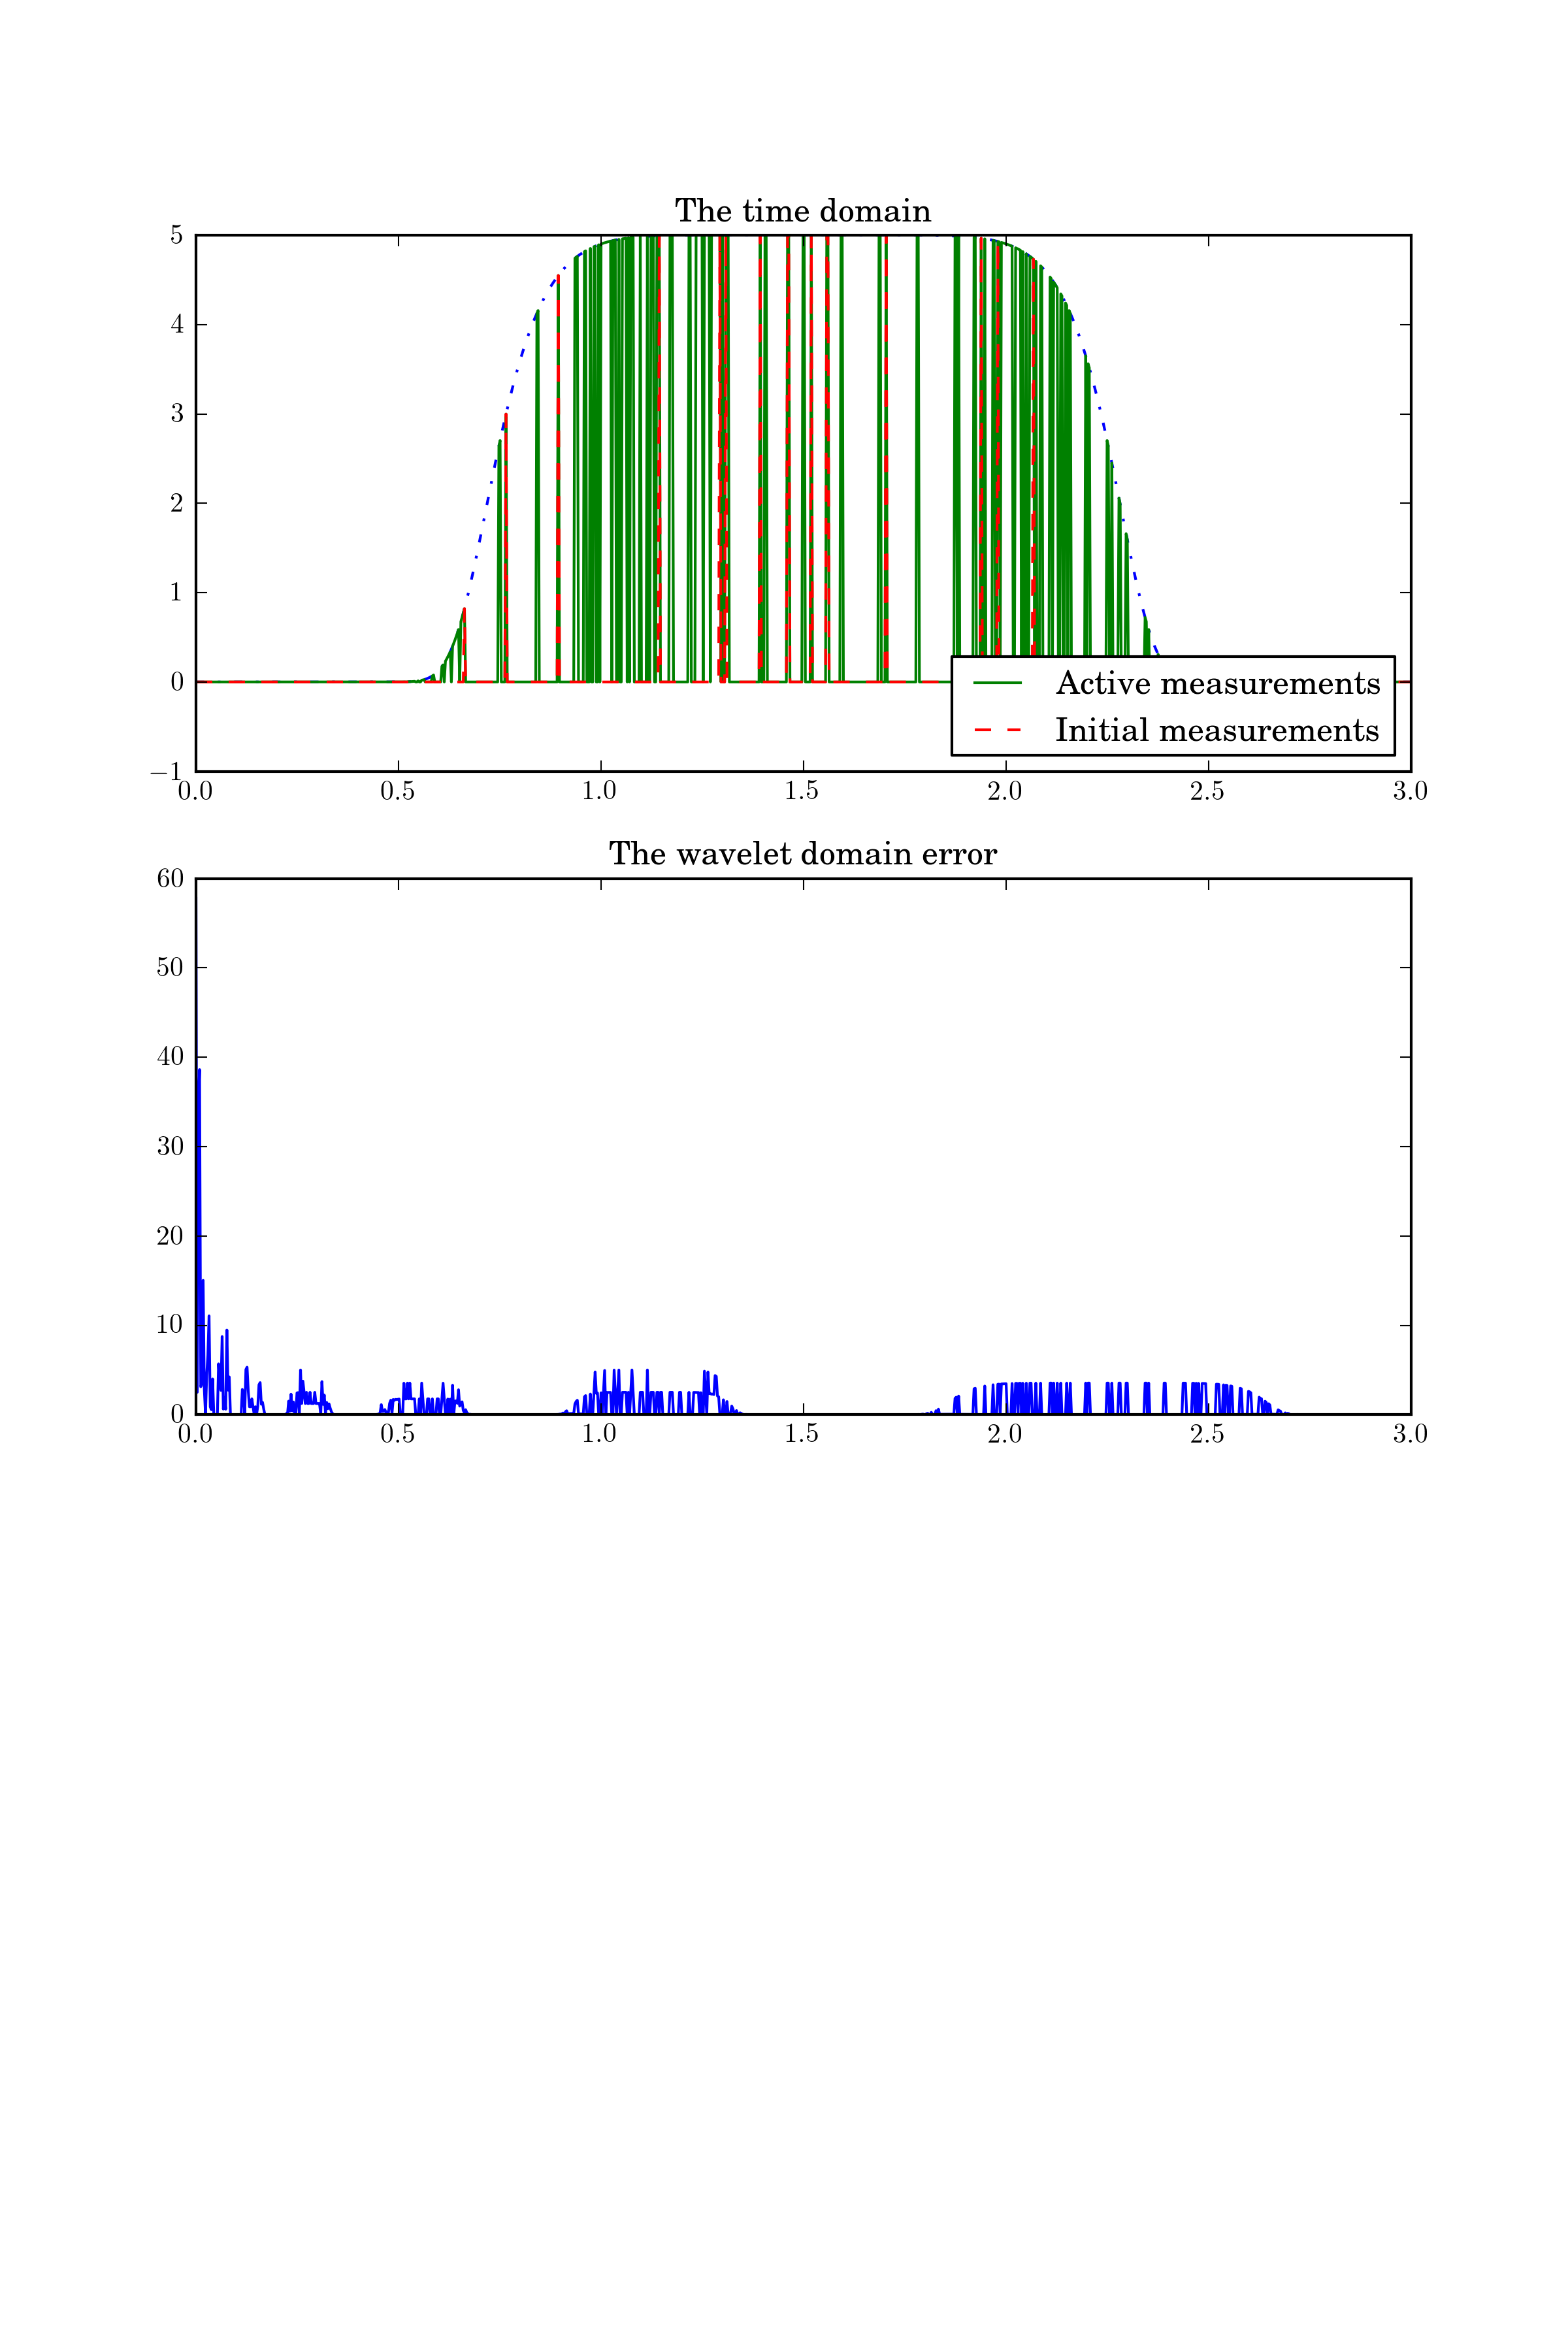 The time domain
5
4
3
2
1
0
−1
0.0 0.5 1.0 1.5 2.0 2.5 3.0
Active measurements
Initial measurements
The wavelet domain error
60
50
40
30
20
10
0
0.0 0.5 1.0 1.5 2.0 2.5 3.0